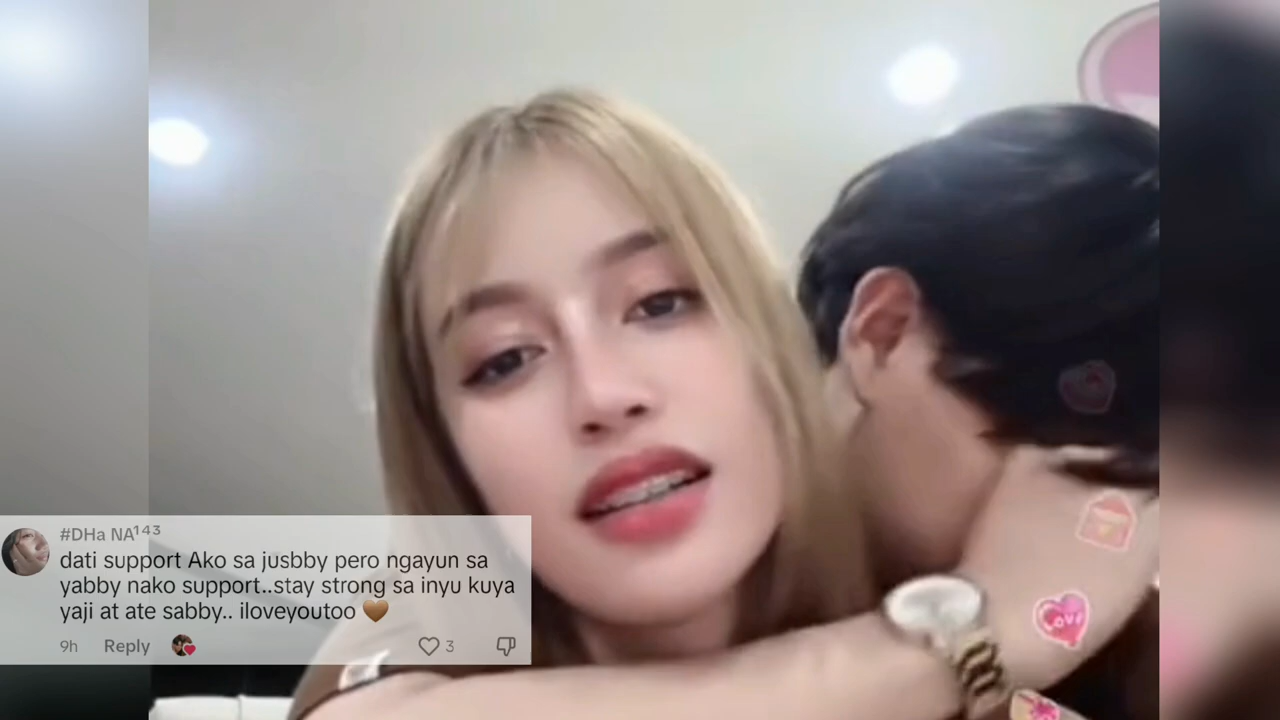 #DHa NA¹⁴³
dati support Ako sa jusbby pero ngayun sa
yabby nako support..stay strong sa inyu kuya
yaji at ate sabby.. iloveyoutoo 🤎
9h Reply 3
LOVE